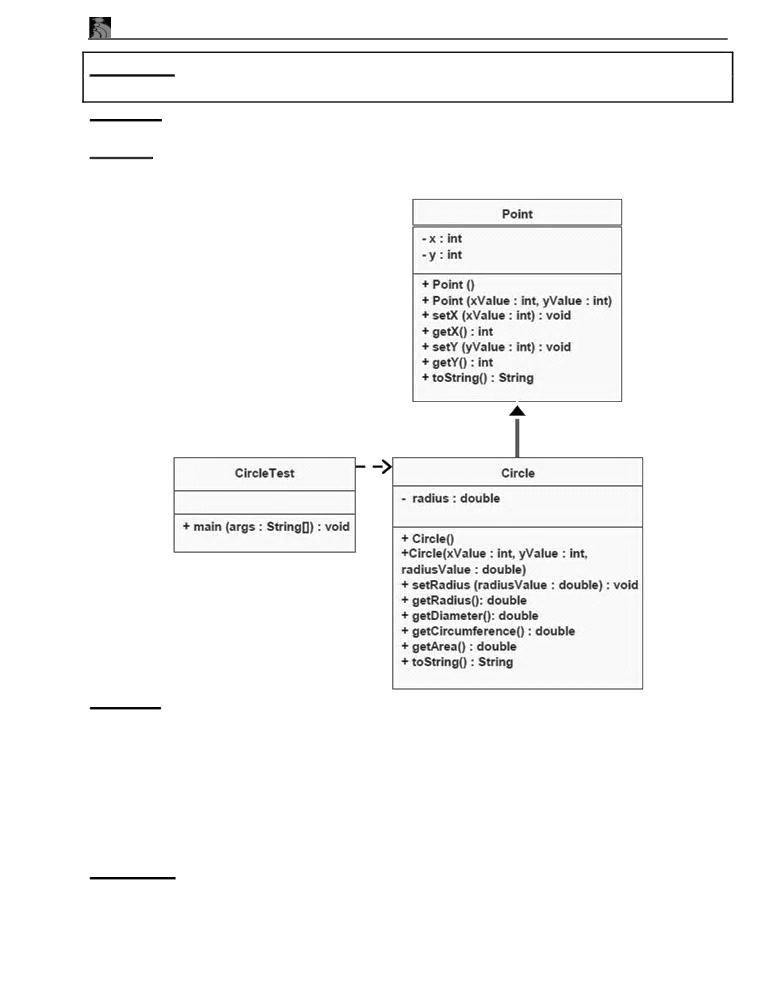 Point
- x : int
- y : int
+ Point ()
+ Point (xValue : int, yValue : int)
+ setX (xValue : int) : void
+ getX() : int
+ setY (yValue : int) : void
+ getY() : int
+ toString() : String
CircleTest
+ main (args : String[]) : void
Circle
- radius : double
+ Circle()
+Circle(xValue : int, yValue : int,
radiusValue : double)
+ setRadius (radiusValue : double) : void
+ getRadius(): double
+ getDiameter(): double
+ getCircumference() : double
+ getArea() : double
+ toString() : String